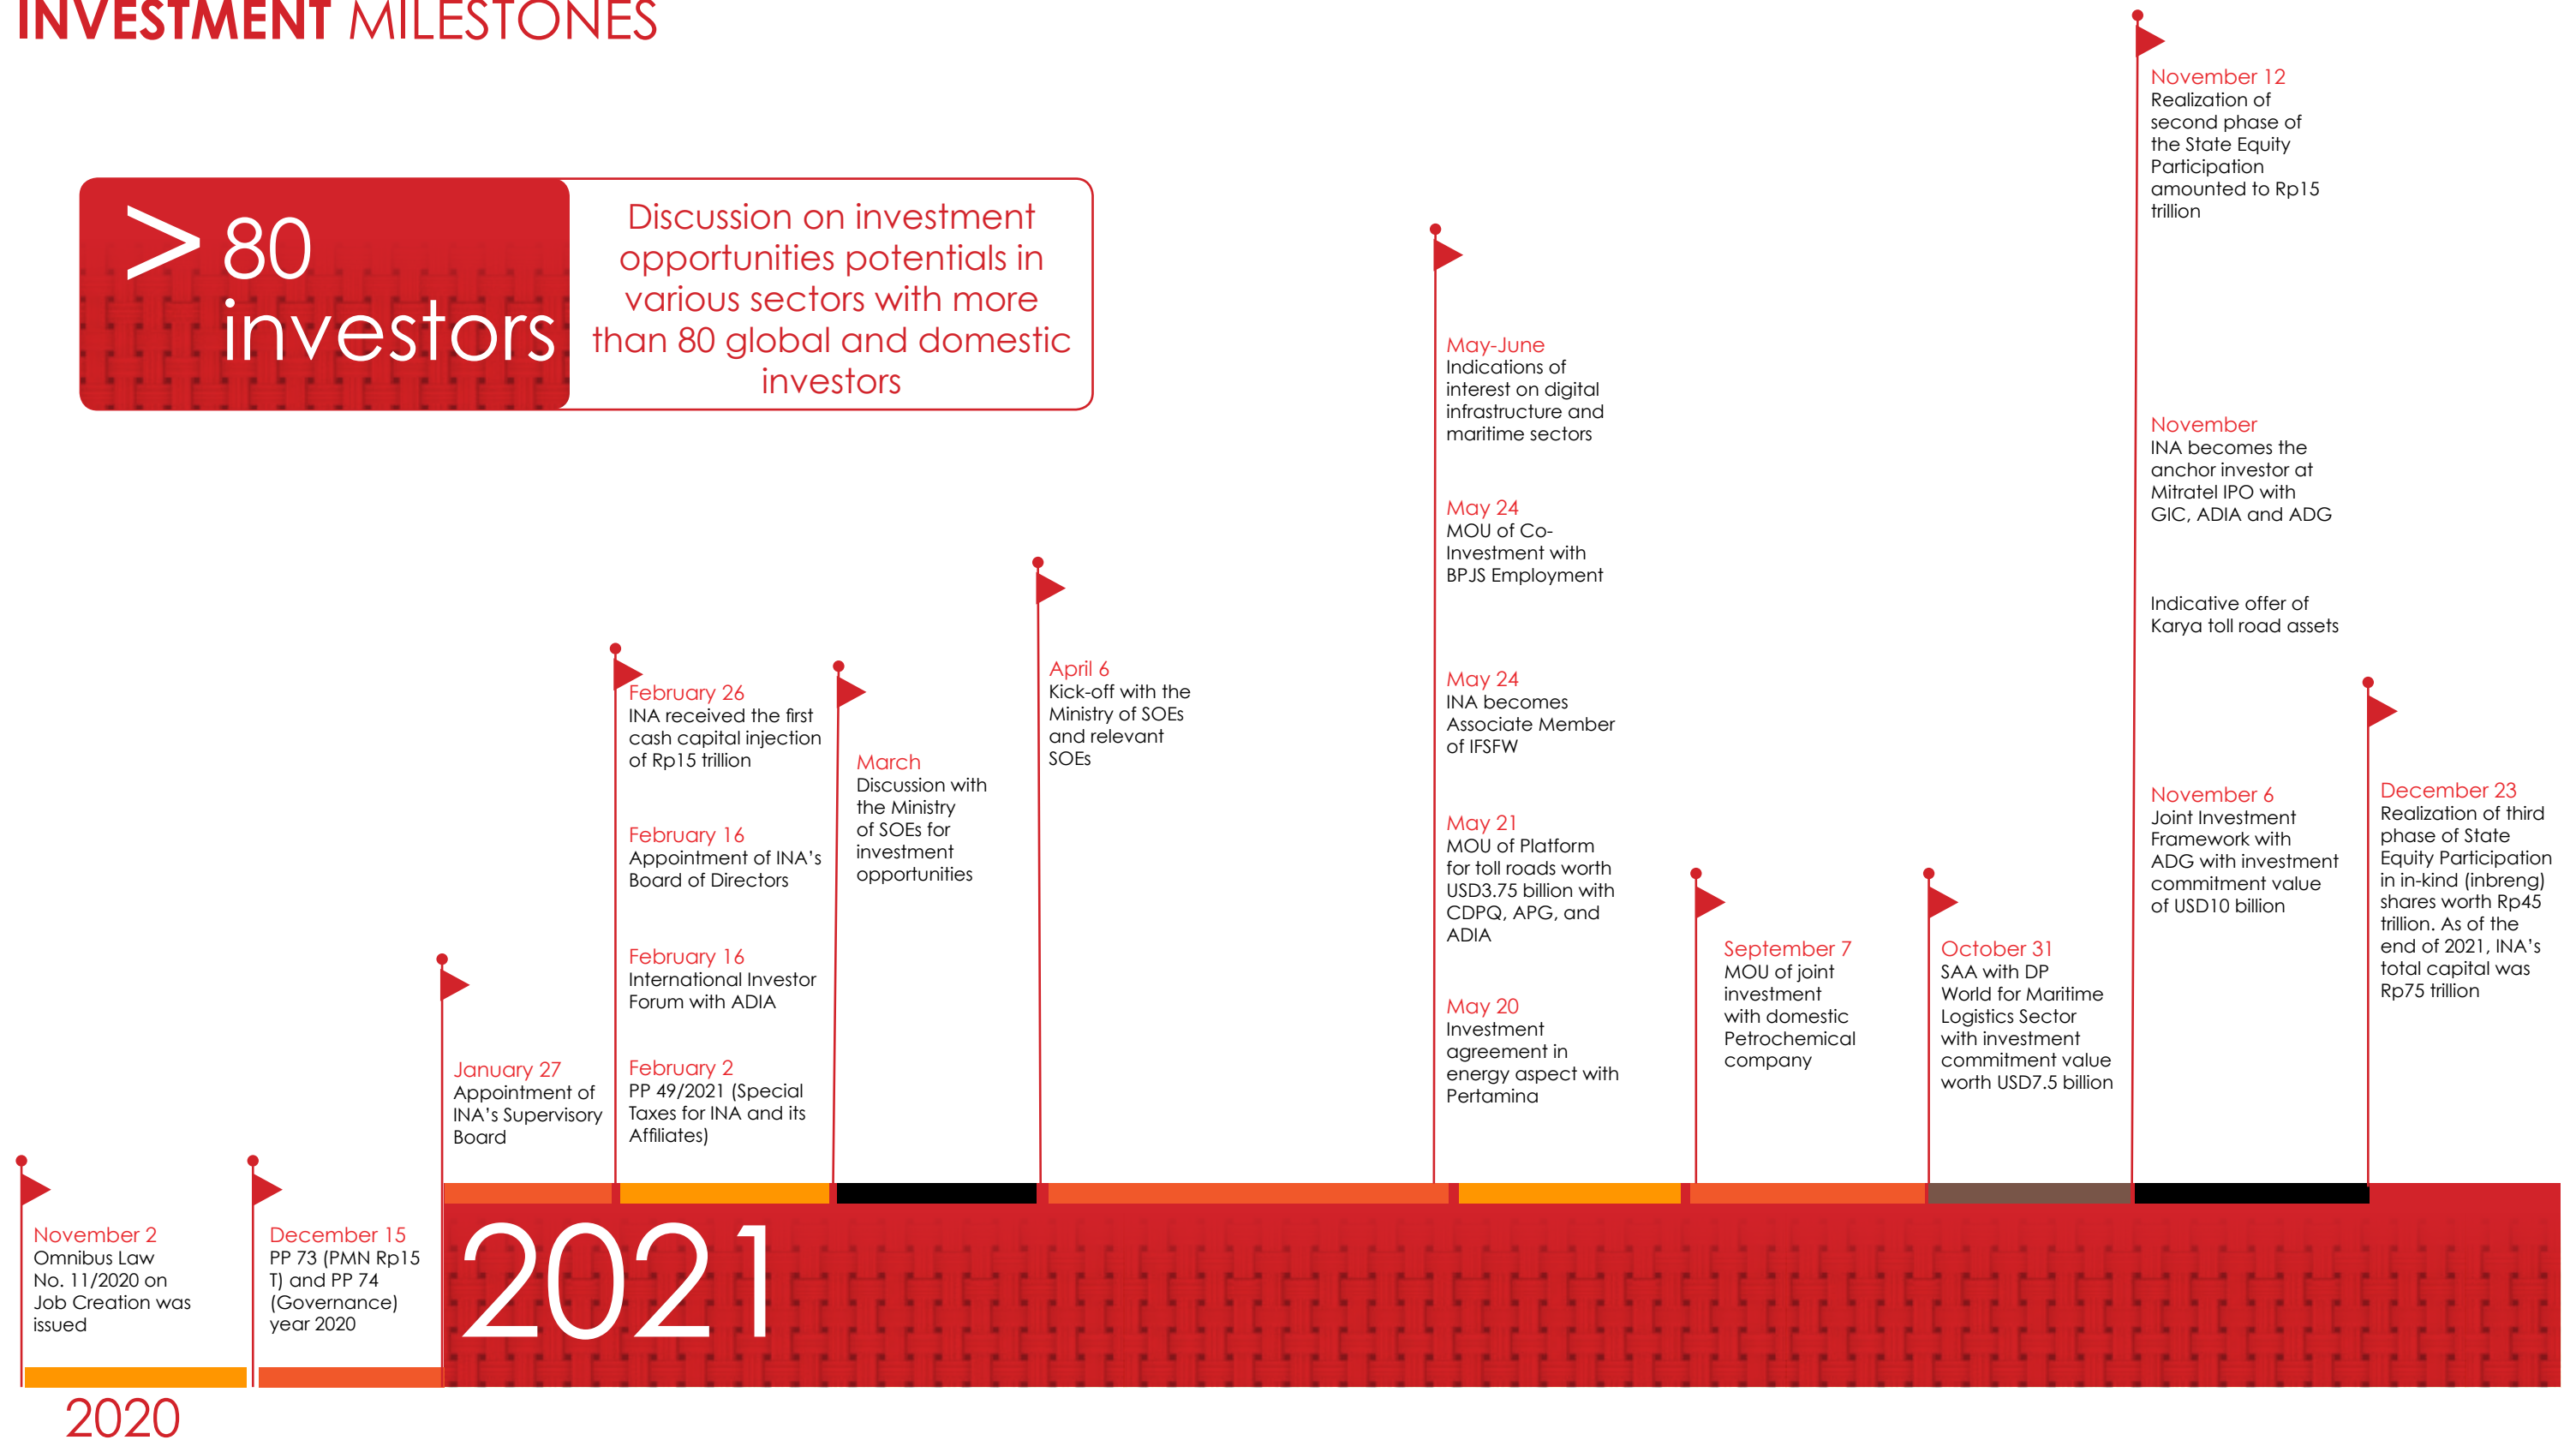 INVESTMENT MILESTONES
> 80
investors
Discussion on investment
opportunities potentials in
various sectors with more
than 80 global and domestic
investors
November 2
Omnibus Law
No. 11/2020 on
Job Creation was
issued
December 15
PP 73 (PMN Rp15
T) and PP 74
(Governance)
year 2020
2020
January 27
Appointment of
INA’s Supervisory
Board
February 26
INA received the first
cash capital injection
of Rp15 trillion
February 16
Appointment of INA’s
Board of Directors
February 16
International Investor
Forum with ADIA
February 2
PP 49/2021 (Special
Taxes for INA and its
Affiliates)
March
Discussion with
the Ministry
of SOEs for
investment
opportunities
April 6
Kick-off with the
Ministry of SOEs
and relevant
SOEs
May-June
Indications of
interest on digital
infrastructure and
maritime sectors
May 24
MOU of Co-
Investment with
BPJS Employment
May 24
INA becomes
Associate Member
of IFSFW
May 21
MOU of Platform
for toll roads worth
USD3.75 billion with
CDPQ, APG, and
ADIA
May 20
Investment
agreement in
energy aspect with
Pertamina
September 7
MOU of joint
investment
with domestic
Petrochemical
company
October 31
SAA with DP
World for Maritime
Logistics Sector
with investment
commitment value
worth USD7.5 billion
November 12
Realization of
second phase of
the State Equity
Participation
amounted to Rp15
trillion
November
INA becomes the
anchor investor at
Mitratel IPO with
GIC, ADIA and ADG
Indicative offer of
Karya toll road assets
November 6
Joint Investment
Framework with
ADG with investment
commitment value
of USD10 billion
December 23
Realization of third
phase of State
Equity Participation
in in-kind (inbreng)
shares worth Rp45
trillion. As of the
end of 2021, INA’s
total capital was
Rp75 trillion
2021